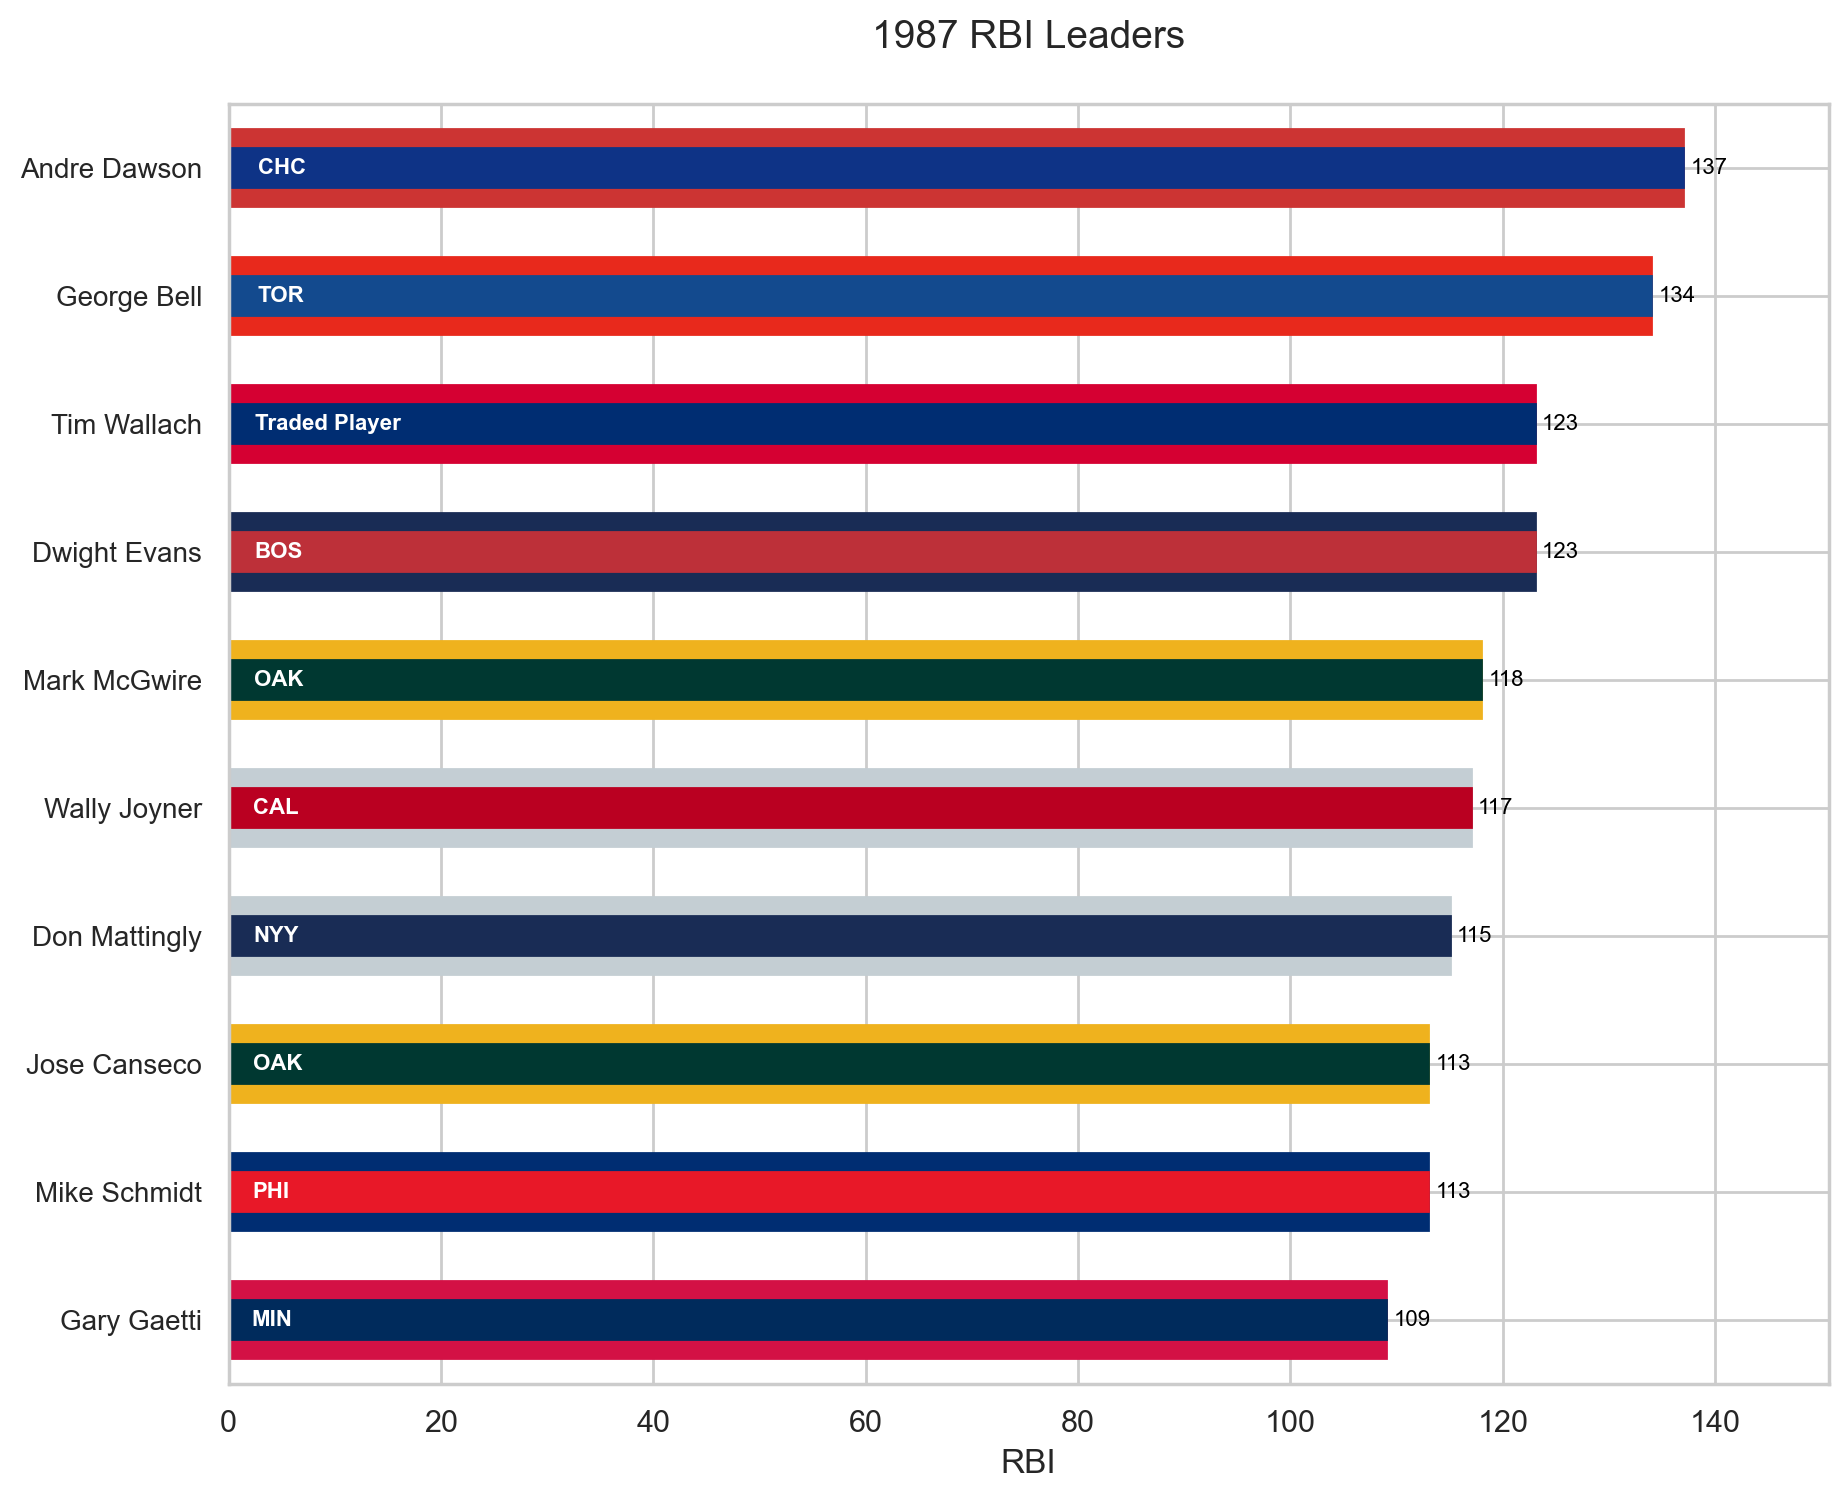 1987 RBI Leaders
Andre Dawson CHC 137
George Bell TOR 134
Tim Wallach Traded Player 123
Dwight Evans BOS 123
Mark McGwire OAK 118
Wally Joyner CAL 117
Don Mattingly NYY 115
Jose Canseco OAK 113
Mike Schmidt PHI 113
Gary Gaetti MIN 109
0 20 40 60 80 100 120 140
RBI